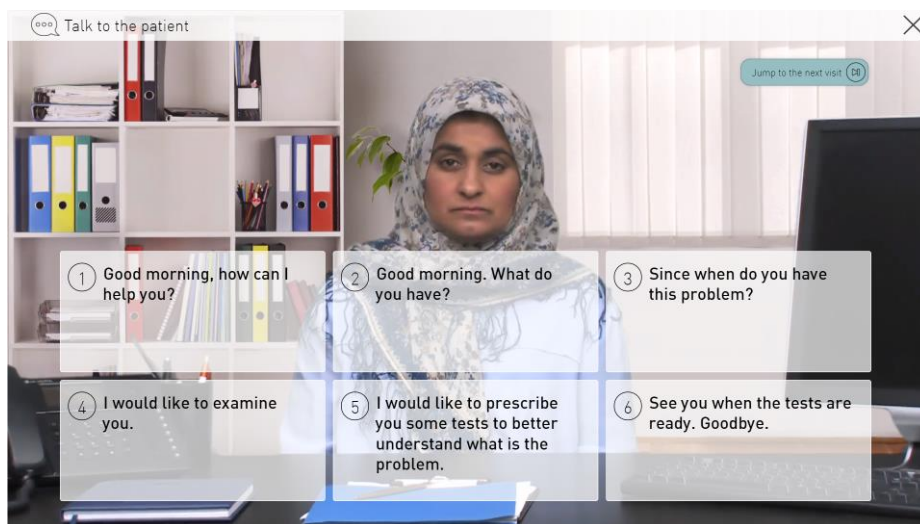 Talk to the patient
Jump to the next visit
1 Good morning, how can I
help you?
2 Good morning. What do
you have?
3 Since when do you have
this problem?
4 I would like to examine
you.
5 I would like to prescribe
you some tests to better
understand what is the
problem.
6 See you when the tests are
ready. Goodbye.